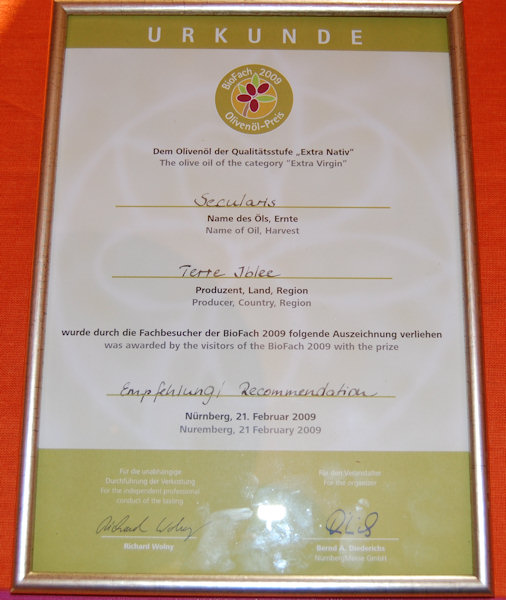 URKUNDE
BioFach 2009
Olivenöl-Preis
Dem Olivenöl der Qualitätsstufe „Extra Nativ"
The olive oil of the category "Extra Virgin"
Secularis
Name des Öls, Ernte
Name of Oil, Harvest
Terre Iblee
Produzent, Land, Region
Producer, Country, Region
wurde durch die Fachbesucher der BioFach 2009 folgende Auszeichnung verliehen
was awarded by the visitors of the BioFach 2009 with the prize
Empfehlung/ Recommendation
Nürnberg, 21. Februar 2009
Nuremberg, 21 February 2009
Für die unabhängige
Durchführung der Verkostung
For the independent professional
conduct of the tasting
Richard Wolny
Richard Wolny
Für den Veranstalter
For the organizer
Bernd A. Diederichs
NürnbergMesse GmbH